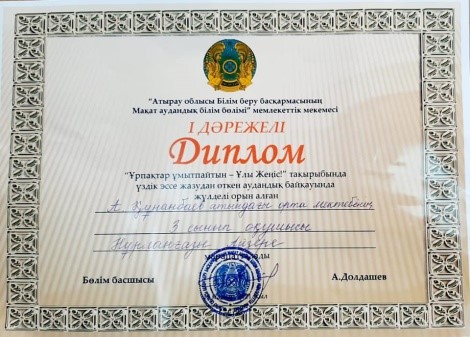 “Атырау облысы Білім беру басқармасының
Мақат аудандық білім бөлімі” мемлекеттік мекемесі
I ДӘРЕЖЕЛІ
Диплом
“Ұрпақтар ұмытпайтын – Ұлы Жеңіс!” тақырыбында
үздік эссе жазудан өткен аудандық байқауында
жүлделі орын алған
А. Құнанбаев атындағы орта мектебінің
3 сынып оқушысы
Нурланғазы
Бөлім басшысы
А.Долдашев